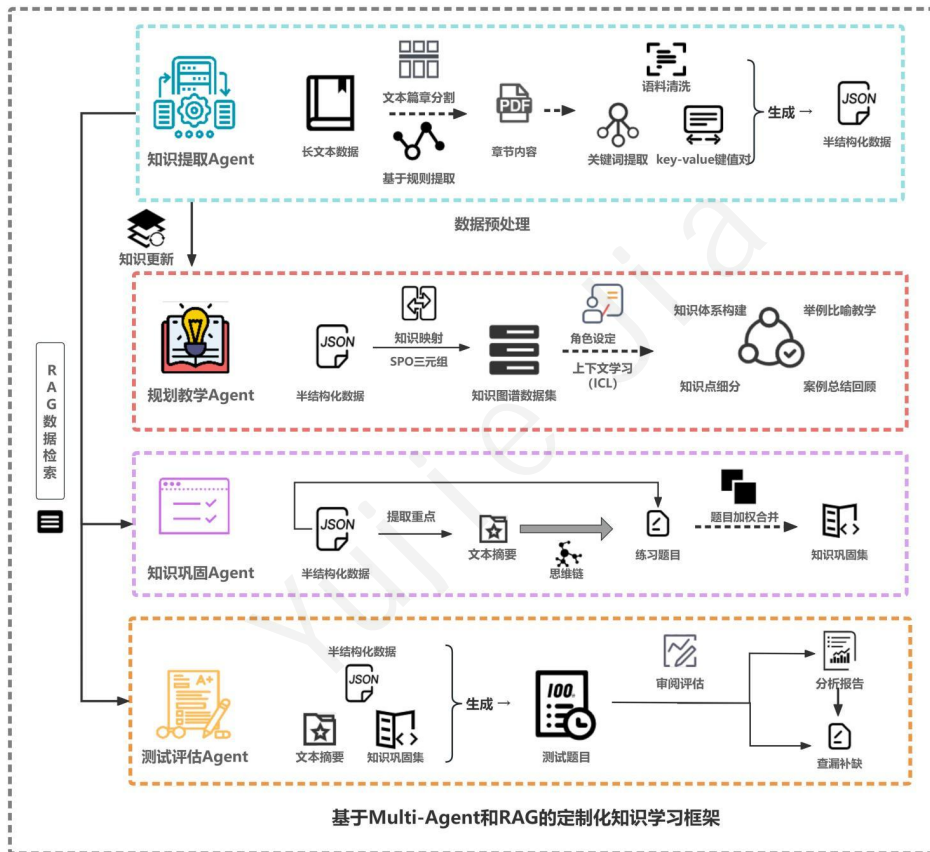 语料清洗
文本篇章分割
PDF
生成
JSON
知识提取Agent
长文本数据
章节内容
关键词提取
key-value键值对
半结构化数据
基于规则提取
数据预处理
知识更新
RAG数据检索
知识体系构建
举例比喻教学
知识映射
角色设定
JSON
SPO三元组
上下文学习
(ICL)
规划教学Agent
半结构化数据
知识图谱数据集
知识点细分
案例总结回顾
提取重点
题目加权合并
JSON
知识巩固Agent
半结构化数据
文本摘要
思维链
练习题目
知识巩固集
半结构化数据
JSON
A+
生成
100
审阅评估
分析报告
测试评估Agent
文本摘要
知识巩固集
测试题目
查漏补缺
基于Multi-Agent和RAG的定制化知识学习框架
Yujie Jia